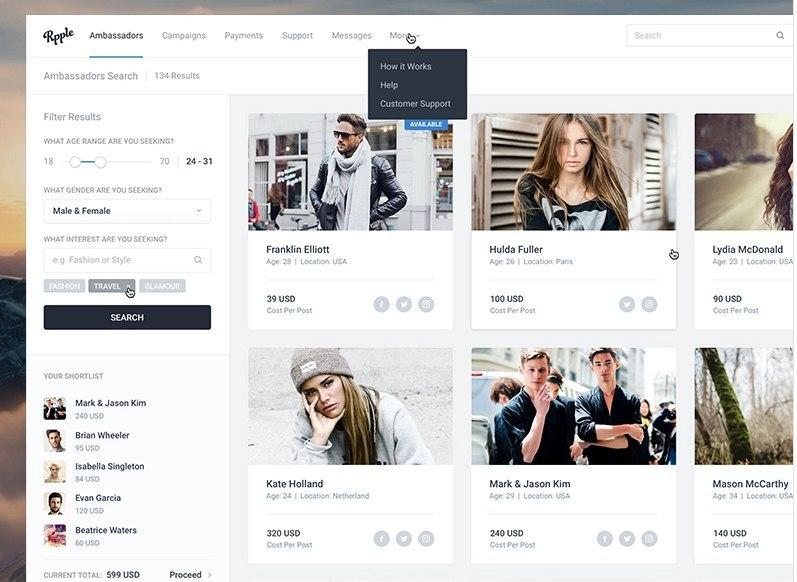 Rpple
Ambassadors
Campaigns
Payments
Support
Messages
More
Search
How it Works
Help
Customer Support
Ambassadors Search
134 Results
Filter Results
WHAT AGE RANGE ARE YOU SEEKING?
18
70
24 - 31
WHAT GENDER ARE YOU SEEKING?
Male & Female
WHAT INTEREST ARE YOU SEEKING?
e.g. Fashion or Style
FASHION
TRAVEL
GLAMOUR
SEARCH
YOUR SHORTLIST
Mark & Jason Kim
240 USD
Brian Wheeler
95 USD
Isabella Singleton
84 USD
Evan Garcia
120 USD
Beatrice Waters
60 USD
CURRENT TOTAL: 599 USD
Proceed
AVAILABLE
Franklin Elliott
Age: 28 | Location: USA
39 USD
Cost Per Post
Hulda Fuller
Age: 26 | Location: Paris
100 USD
Cost Per Post
Lydia McDonald
Age: 23 | Location: USA
90 USD
Cost Per Post
Kate Holland
Age: 24 | Location: Netherland
320 USD
Cost Per Post
Mark & Jason Kim
Age: 29 | Location: USA
240 USD
Cost Per Post
Mason McCarthy
Age: 34 | Location: USA
140 USD
Cost Per Post